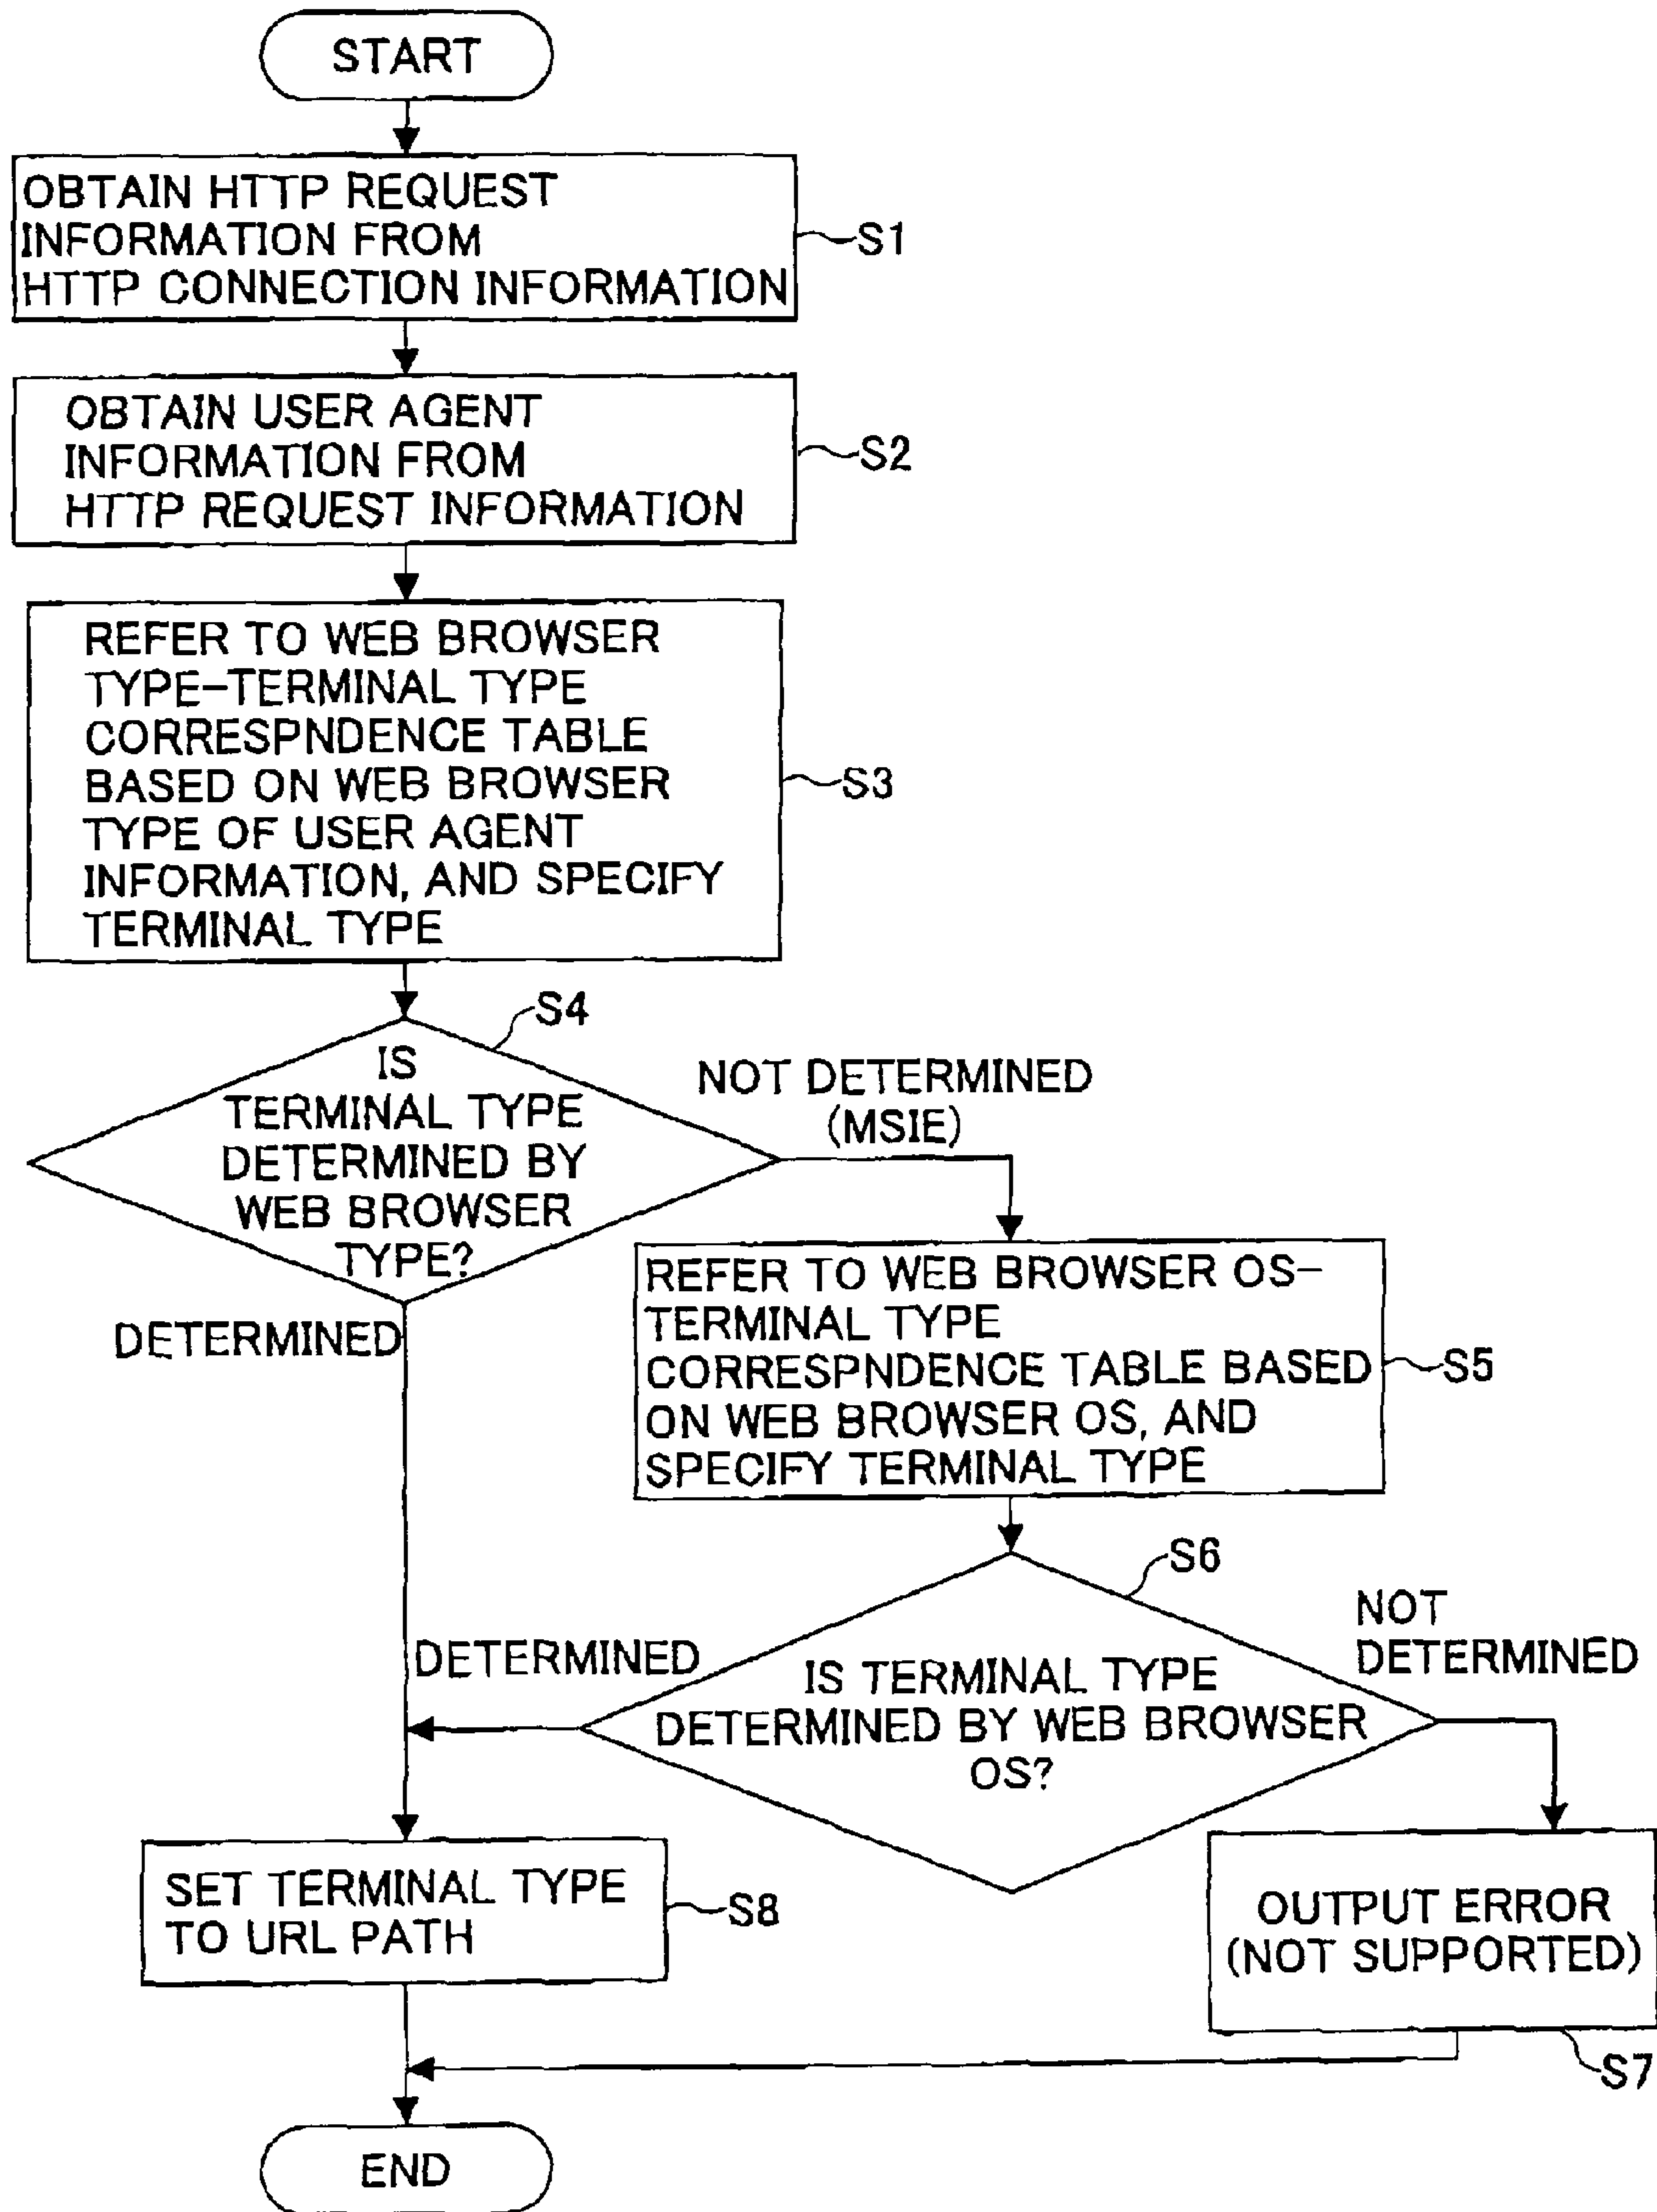 START
OBTAIN HTTP REQUEST
INFORMATION FROM
HTTP CONNECTION INFORMATION
S1
OBTAIN USER AGENT
INFORMATION FROM
HTTP REQUEST INFORMATION
S2
REFER TO WEB BROWSER
TYPE-TERMINAL TYPE
CORRESPNDENCE TABLE
BASED ON WEB BROWSER
TYPE OF USER AGENT
INFORMATION, AND SPECIFY
TERMINAL TYPE
S3
S4
IS
TERMINAL TYPE
DETERMINED BY
WEB BROWSER
TYPE?
NOT DETERMINED
(MSIE)
DETERMINED
REFER TO WEB BROWSER OS-
TERMINAL TYPE
CORRESPNDENCE TABLE BASED
ON WEB BROWSER OS, AND
SPECIFY TERMINAL TYPE
S5
S6
IS TERMINAL TYPE
DETERMINED BY WEB BROWSER
OS?
DETERMINED
NOT
DETERMINED
SET TERMINAL TYPE
TO URL PATH
S8
OUTPUT ERROR
(NOT SUPPORTED)
S7
END